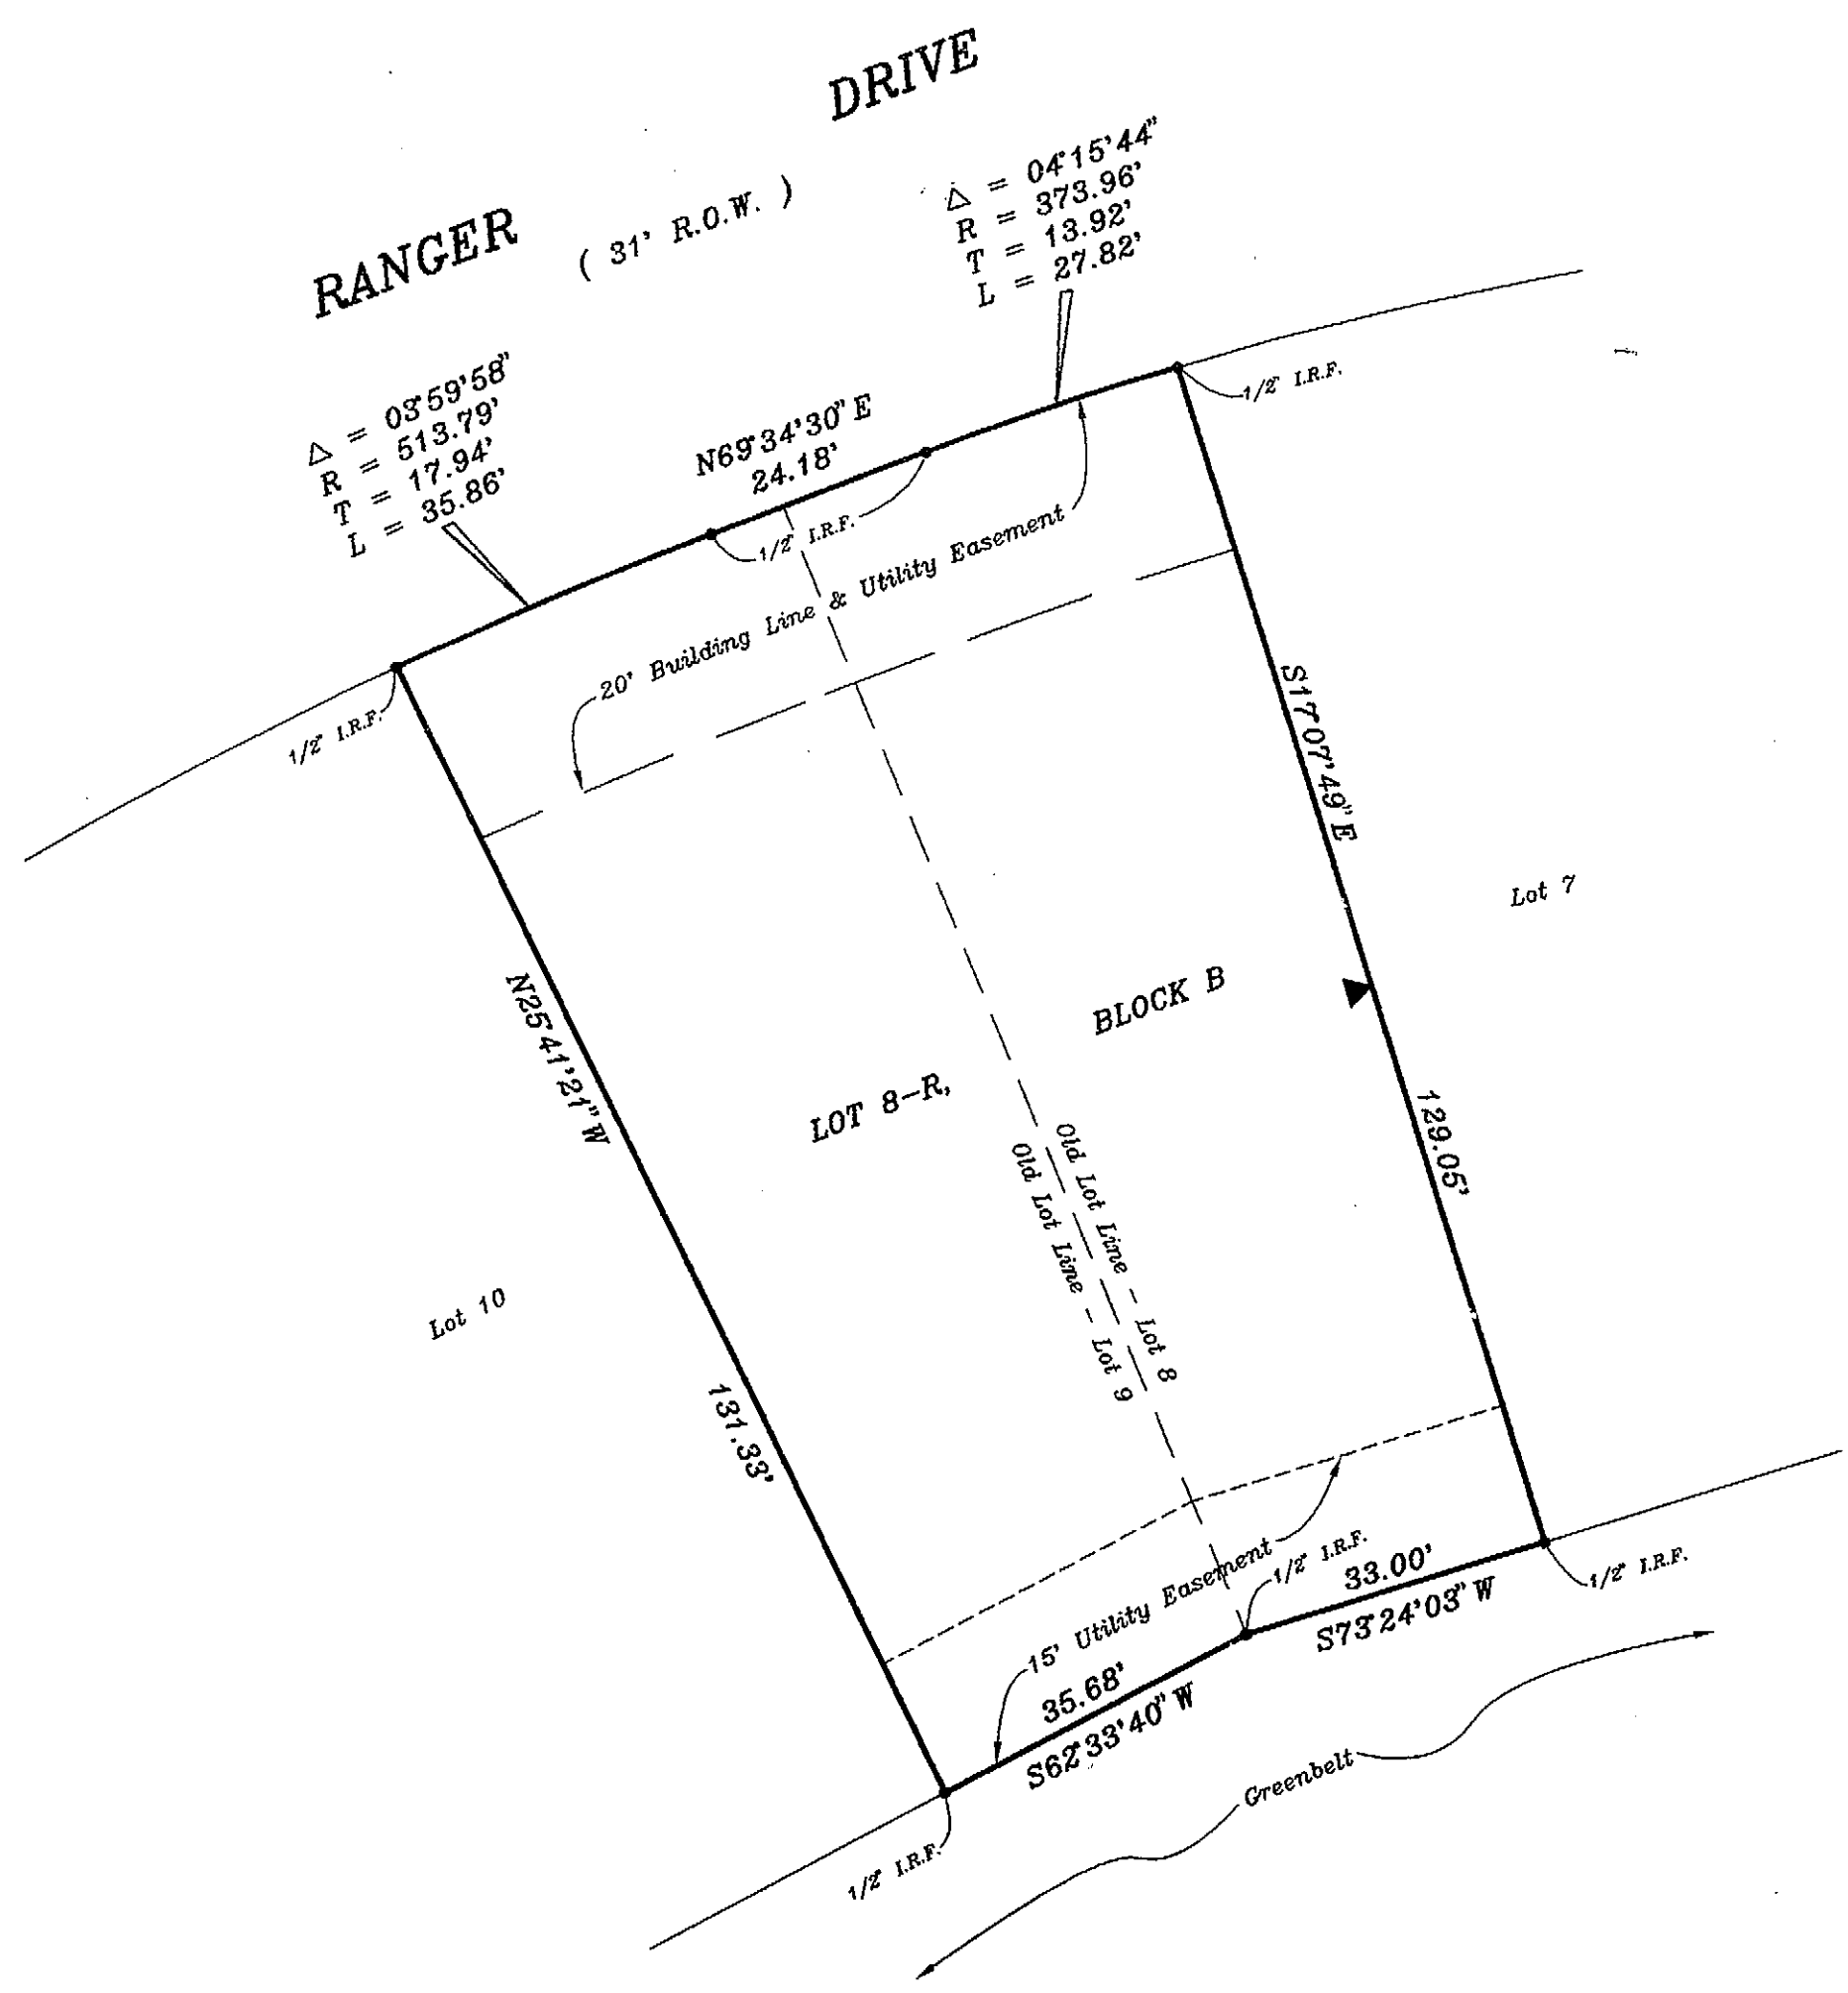 RANGER DRIVE
( 31' R.O.W. )
Δ = 04°15'44"
R = 373.96'
T = 13.92'
L = 27.82'
Δ = 03°59'58"
R = 513.79'
T = 17.94'
L = 35.86'
N69°34'30" E
24.18'
1/2" I.R.F.
1/2" I.R.F.
1/2" I.R.F.
20' Building Line & Utility Easement
S17°07'49" E
129.05'
Lot 7
BLOCK B
LOT 8-R,
N25°41'21" W
131.33'
Lot 10
Old Lot Line - Lot 8
Old Lot Line - Lot 9
15' Utility Easement
1/2" I.R.F.
33.00'
S73°24'03" W
1/2" I.R.F.
35.68'
S62°33'40" W
Greenbelt
1/2" I.R.F.